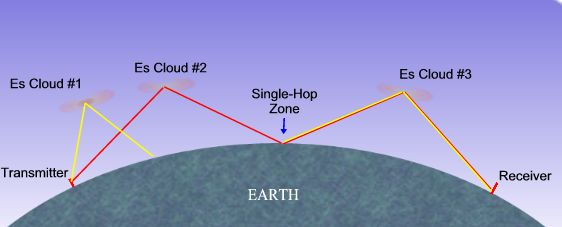 Es Cloud #1
Es Cloud #2
Single-Hop
Zone
Es Cloud #3
Transmitter
Receiver
EARTH